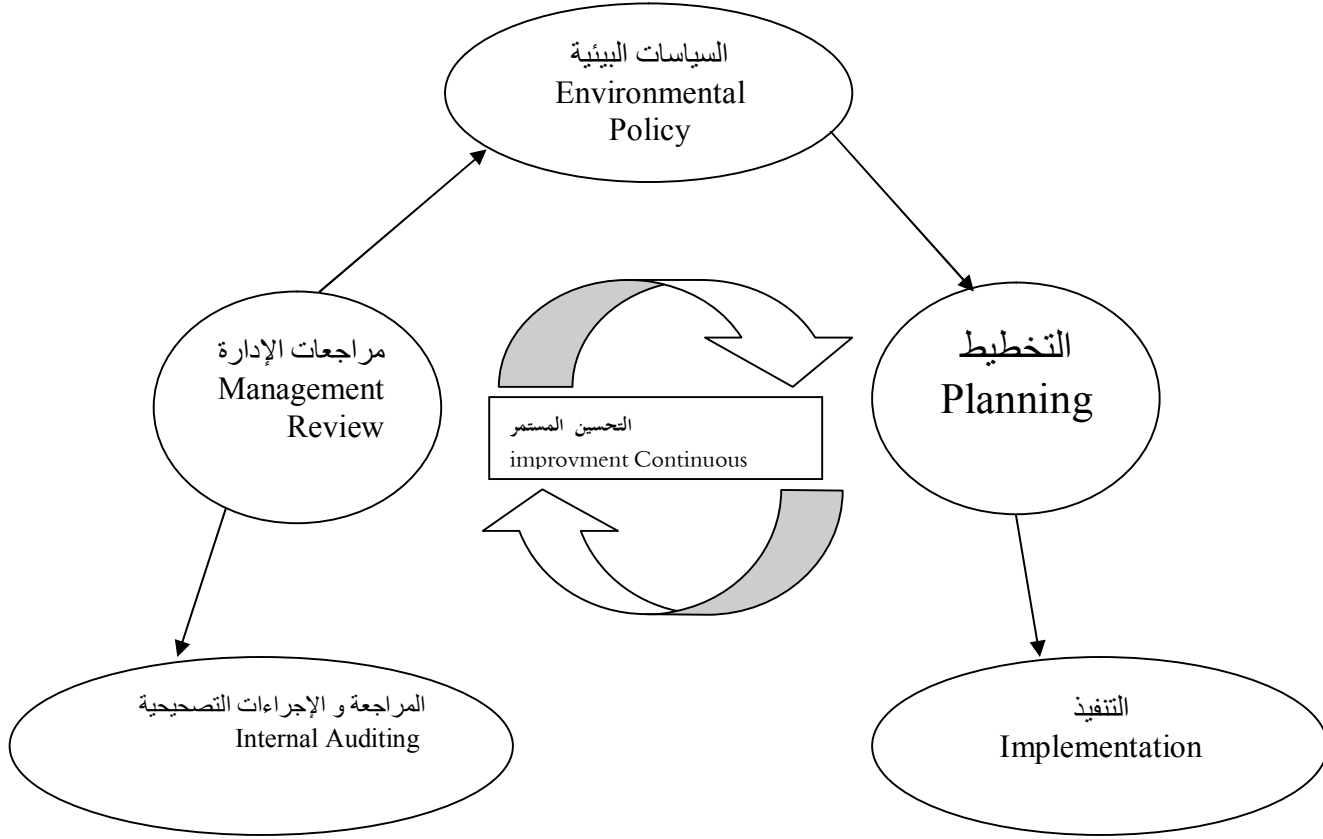 السياسات البيئية
Environmental
Policy
مراجعات الإدارة
Management
Review
التخطيط
Planning
التحسين المستمر
improvment Continuous
المراجعة و الإجراءات التصحيحية
Internal Auditing
التنفيذ
Implementation